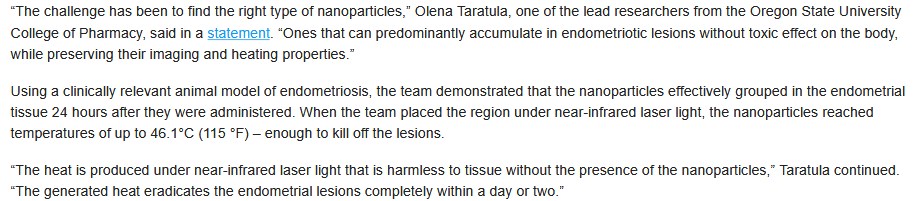 “The challenge has been to find the right type of nanoparticles,” Olena Taratula, one of the lead researchers from the Oregon State University
College of Pharmacy, said in a statement. “Ones that can predominantly accumulate in endometriotic lesions without toxic effect on the body,
while preserving their imaging and heating properties.”
Using a clinically relevant animal model of endometriosis, the team demonstrated that the nanoparticles effectively grouped in the endometrial
tissue 24 hours after they were administered. When the team placed the region under near-infrared laser light, the nanoparticles reached
temperatures of up to 46.1°C (115 °F) – enough to kill off the lesions.
“The heat is produced under near-infrared laser light that is harmless to tissue without the presence of the nanoparticles,” Taratula continued.
“The generated heat eradicates the endometrial lesions completely within a day or two.”